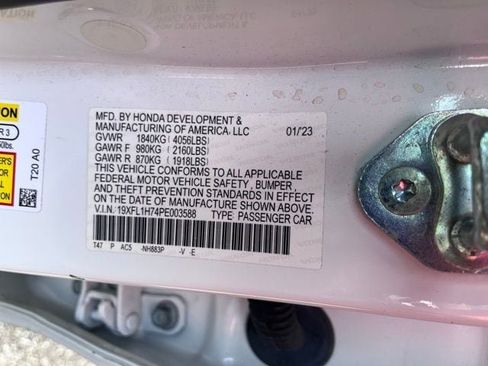 MFD. BY HONDA DEVELOPMENT &
MANUFACTURING OF AMERICA, LLC 01/23
GVWR 1840KG(4056LBS)
GAWR F 980KG(2160LBS)
GAWR R 870KG(1918LBS)
THIS VEHICLE CONFORMS TO ALL APPLICABLE
FEDERAL MOTOR VEHICLE SAFETY, BUMPER,
AND THEFT PREVENTION STANDARDS IN EFFECT
ON THE DATE OF MANUFACTURE SHOWN ABOVE.
V.I.N.: 19XFL1H74PE003588 TYPE: PASSENGER CAR
T47 P AC5 -NH883P -V -E
T20 A0
R 3